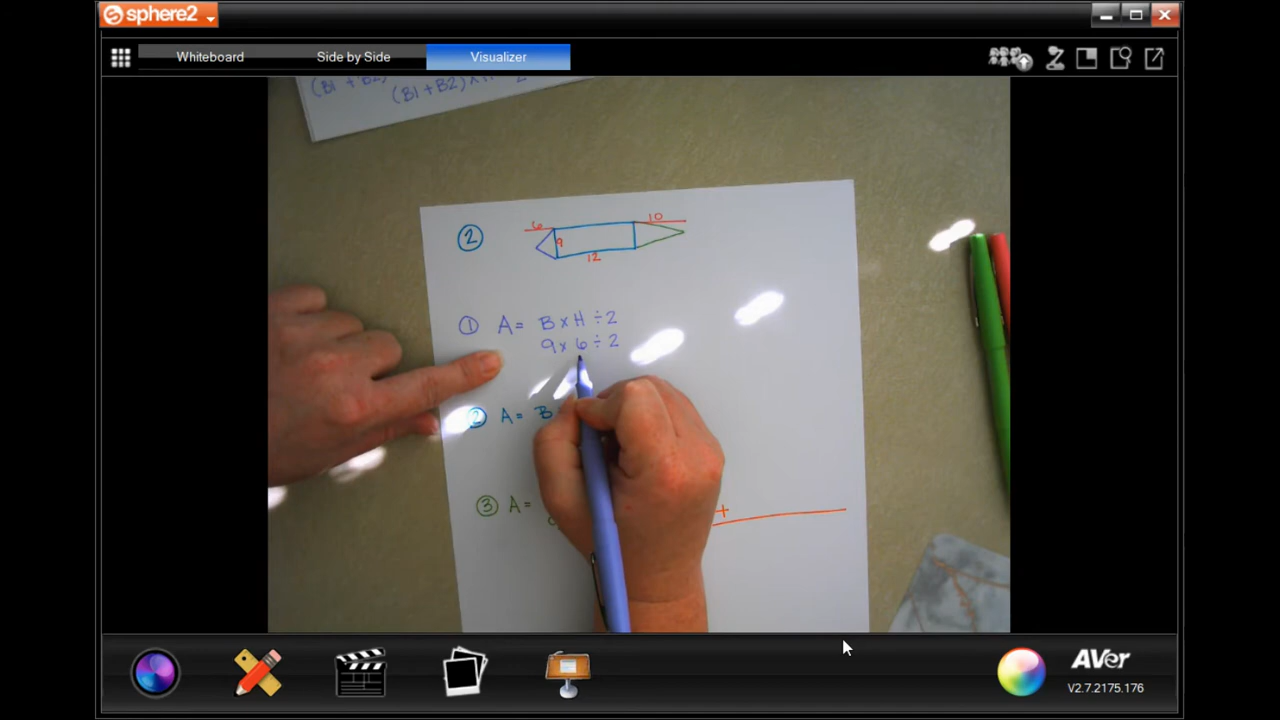 sphere2
Whiteboard
Side by Side
Visualizer
(B1 + B2)
(B1 + B2) x
2
6
10
9
12
1 A = B x H ÷ 2
9 x 6 ÷ 2
2 A = B
3 A =
+
AVer
V2.7.2175.176